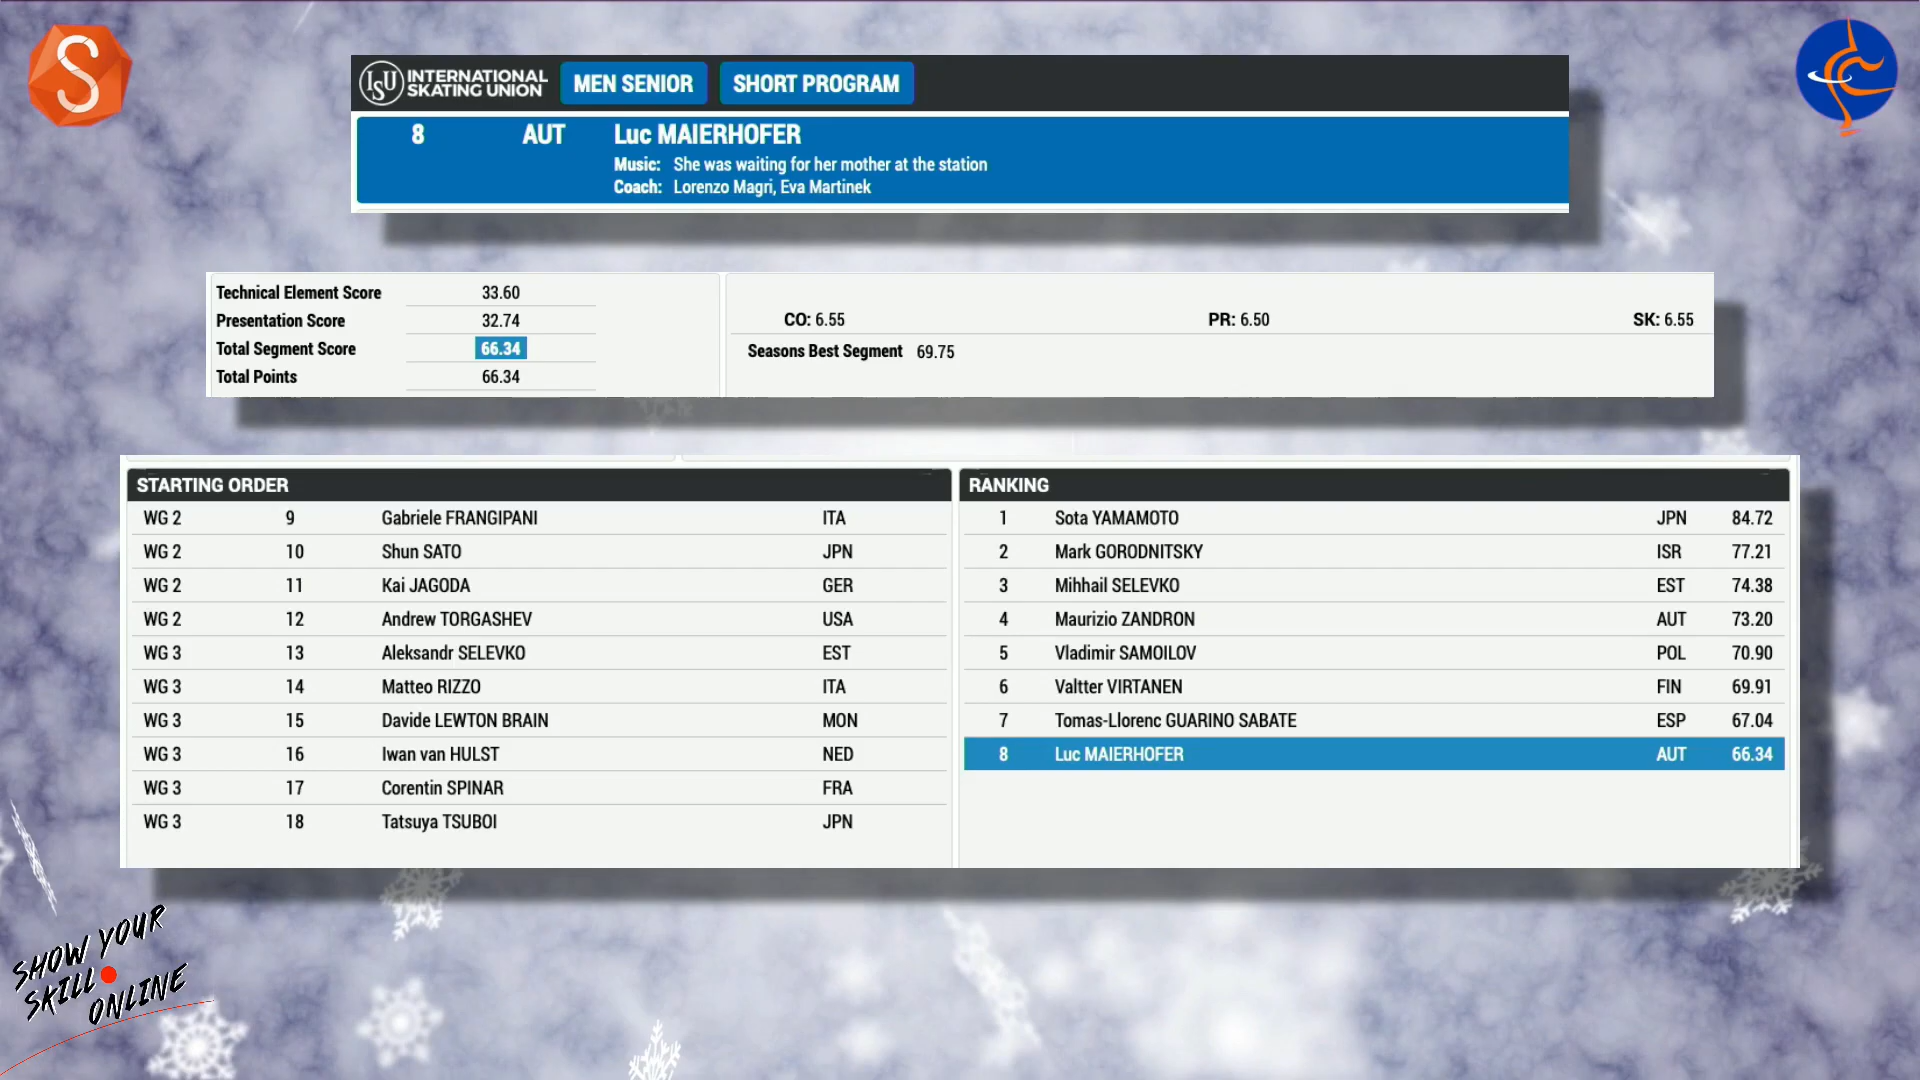 S
ISU INTERNATIONAL SKATING UNION MEN SENIOR SHORT PROGRAM
8 AUT Luc MAIERHOFER
Music: She was waiting for her mother at the station
Coach: Lorenzo Magri, Eva Martinek
Technical Element Score 33.60
Presentation Score 32.74
Total Segment Score 66.34
Total Points 66.34
CO: 6.55 PR: 6.50 SK: 6.55
Seasons Best Segment 69.75
STARTING ORDER
WG 2 9 Gabriele FRANGIPANI ITA
WG 2 10 Shun SATO JPN
WG 2 11 Kai JAGODA GER
WG 2 12 Andrew TORGASHEV USA
WG 3 13 Aleksandr SELEVKO EST
WG 3 14 Matteo RIZZO ITA
WG 3 15 Davide LEWTON BRAIN MON
WG 3 16 Iwan van HULST NED
WG 3 17 Corentin SPINAR FRA
WG 3 18 Tatsuya TSUBOI JPN
RANKING
1 Sota YAMAMOTO JPN 84.72
2 Mark GORODNITSKY ISR 77.21
3 Mihhail SELEVKO EST 74.38
4 Maurizio ZANDRON AUT 73.20
5 Vladimir SAMOILOV POL 70.90
6 Valtter VIRTANEN FIN 69.91
7 Tomas-Llorenc GUARINO SABATE ESP 67.04
8 Luc MAIERHOFER AUT 66.34
SHOW YOUR
SKILL
ONLINE